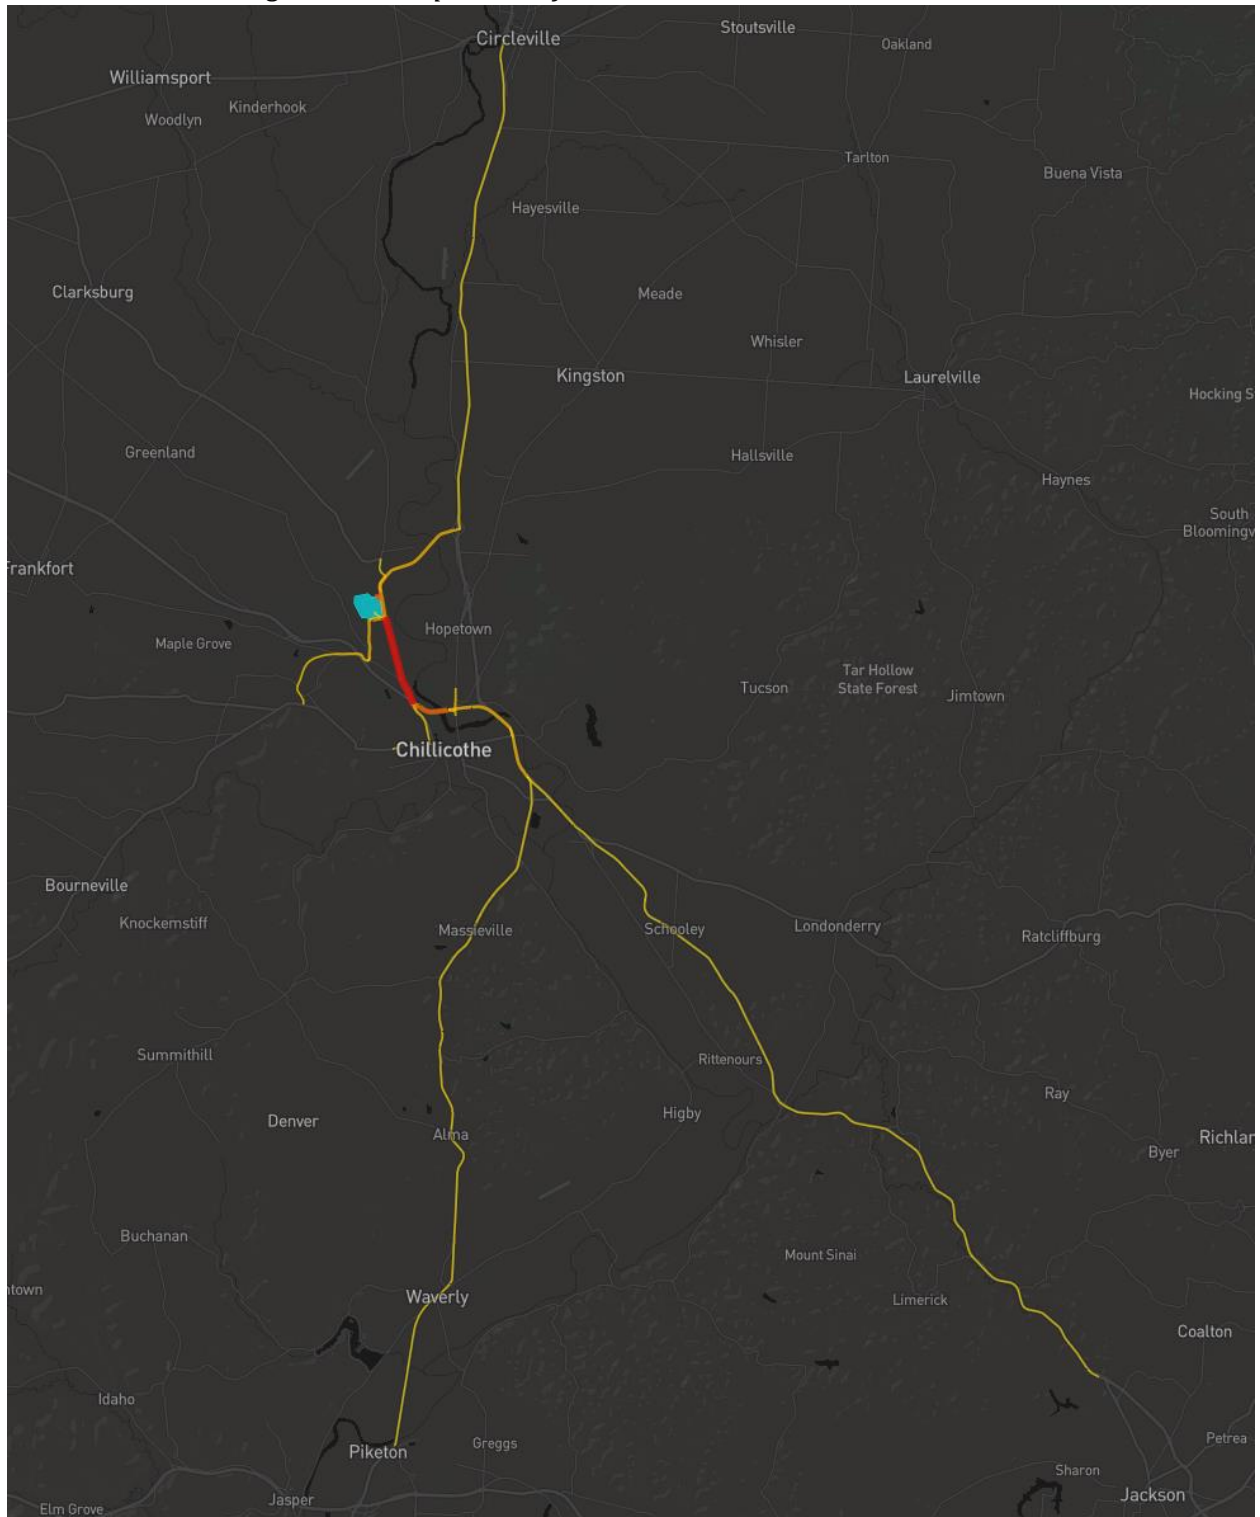 Circleville
Stoutsville
Oakland
Williamsport
Kinderhook
Woodlyn
Tarlton
Buena Vista
Hayesville
Clarksburg
Meade
Whisler
Kingston
Laurelville
Hocking S
Greenland
Hallsville
Haynes
South
Bloomingv
Frankfort
Hopetown
Maple Grove
Tar Hollow
State Forest
Tucson
Jimtown
Chillicothe
Bourneville
Knockemstiff
Massieville
Schooley
Londonderry
Ratcliffburg
Summithill
Rittenours
Ray
Higby
Denver
Alma
Richlan
Byer
Buchanan
Mount Sinai
ntown
Waverly
Limerick
Coalton
Idaho
Piketon
Greggs
Petrea
Sharon
Jasper
Jackson
Elm Grove